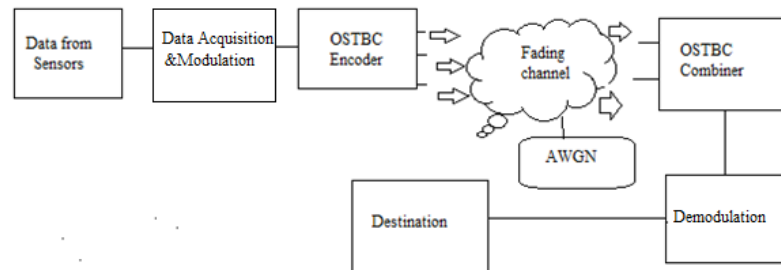 Data from
Sensors
Data Acquisition
&Modulation
OSTBC
Encoder
Fading
channel
OSTBC
Combiner
AWGN
Destination
Demodulation